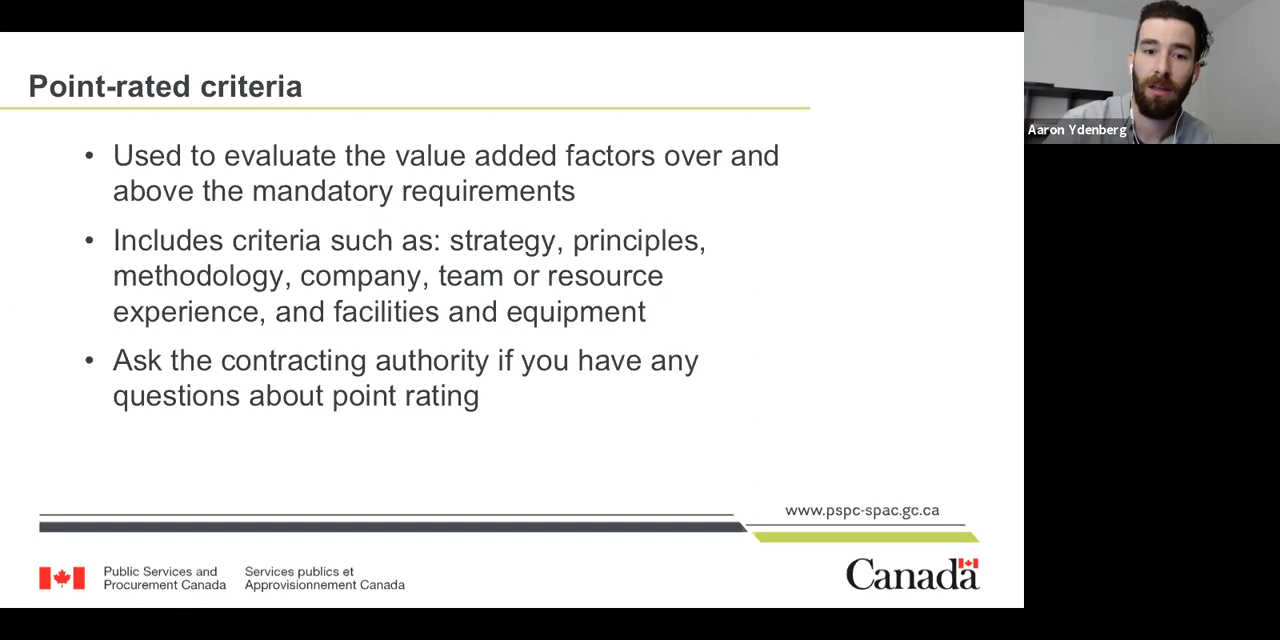 Point-rated criteria
• Used to evaluate the value added factors over and
above the mandatory requirements
• Includes criteria such as: strategy, principles,
methodology, company, team or resource
experience, and facilities and equipment
• Ask the contracting authority if you have any
questions about point rating
www.pspc-spac.gc.ca
Public Services and
Procurement Canada
Services publics et
Approvisionnement Canada
Canada
Aaron Ydenberg